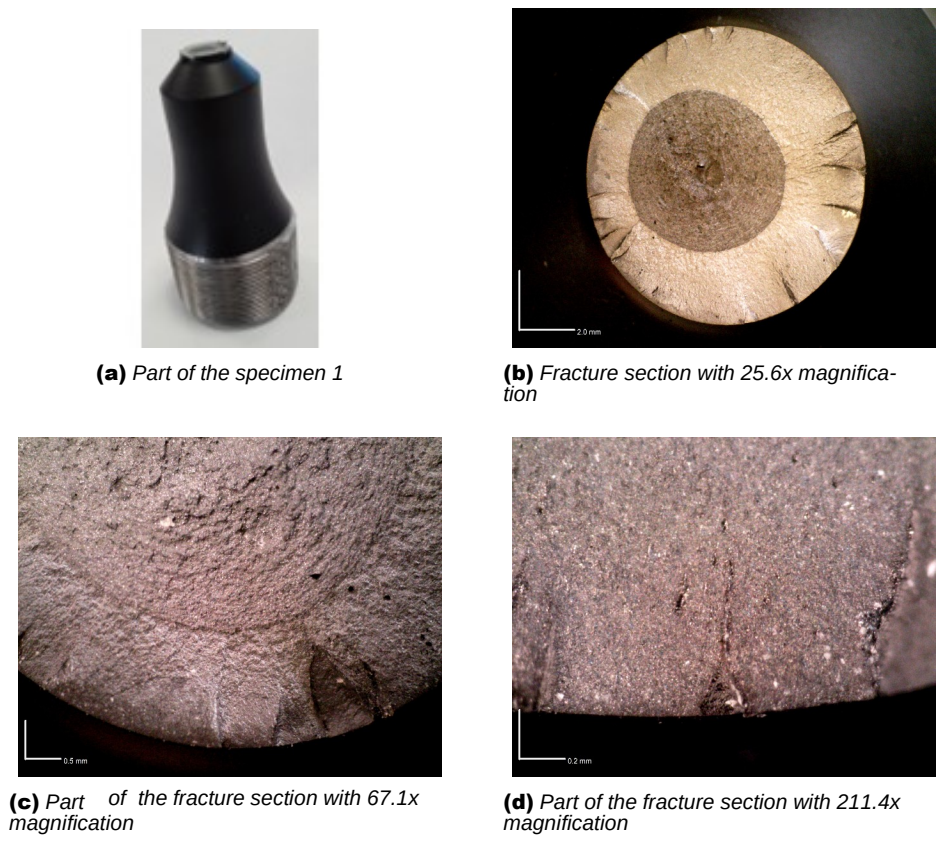 2.0 mm
(a) Part of the specimen 1
(b) Fracture section with 25.6x magnifica-
tion
0.5 mm
0.2 mm
(c) Part of the fracture section with 67.1x
magnification
(d) Part of the fracture section with 211.4x
magnification